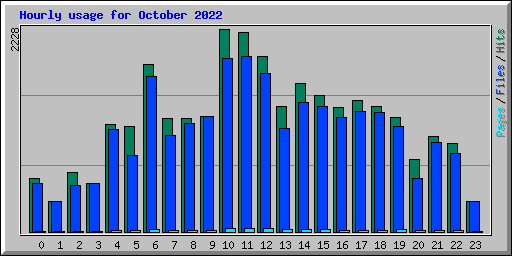 Hourly usage for October 2022
2228
Pages / Files / Hits
0 1 2 3 4 5 6 7 8 9 10 11 12 13 14 15 16 17 18 19 20 21 22 23